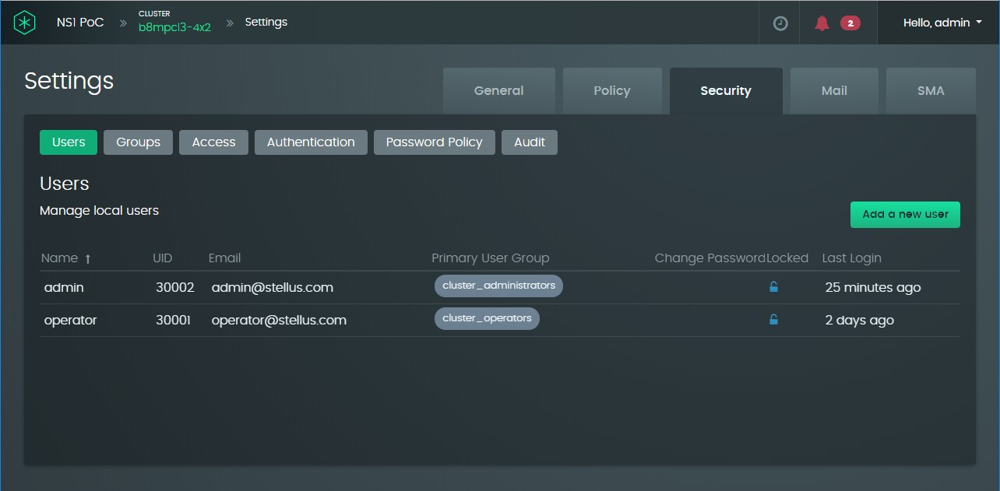 NS1 PoC » CLUSTER b8mpcl3-4x2 » Settings 2 Hello, admin
Settings General Policy Security Mail SMA
Users Groups Access Authentication Password Policy Audit
Users
Manage local users
Add a new user
Name ↑ UID Email Primary User Group Change Password Locked Last Login
admin 30002 admin@stellus.com cluster_administrators 25 minutes ago
operator 30001 operator@stellus.com cluster_operators 2 days ago